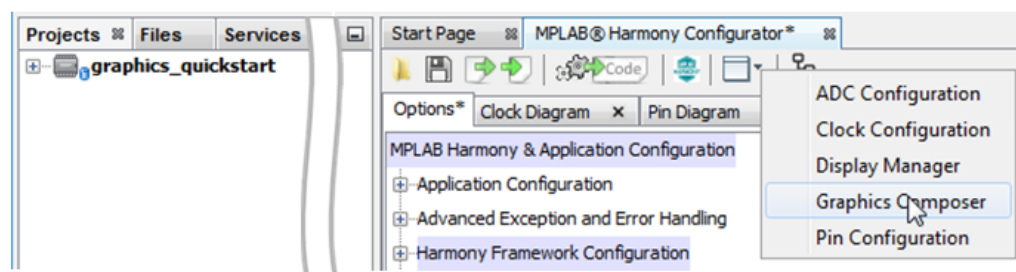 Projects Files Services
graphics_quickstart
Start Page MPLAB® Harmony Configurator*
Code
Options* Clock Diagram Pin Diagram
MPLAB Harmony & Application Configuration
Application Configuration
Advanced Exception and Error Handling
Harmony Framework Configuration
ADC Configuration
Clock Configuration
Display Manager
Graphics Composer
Pin Configuration